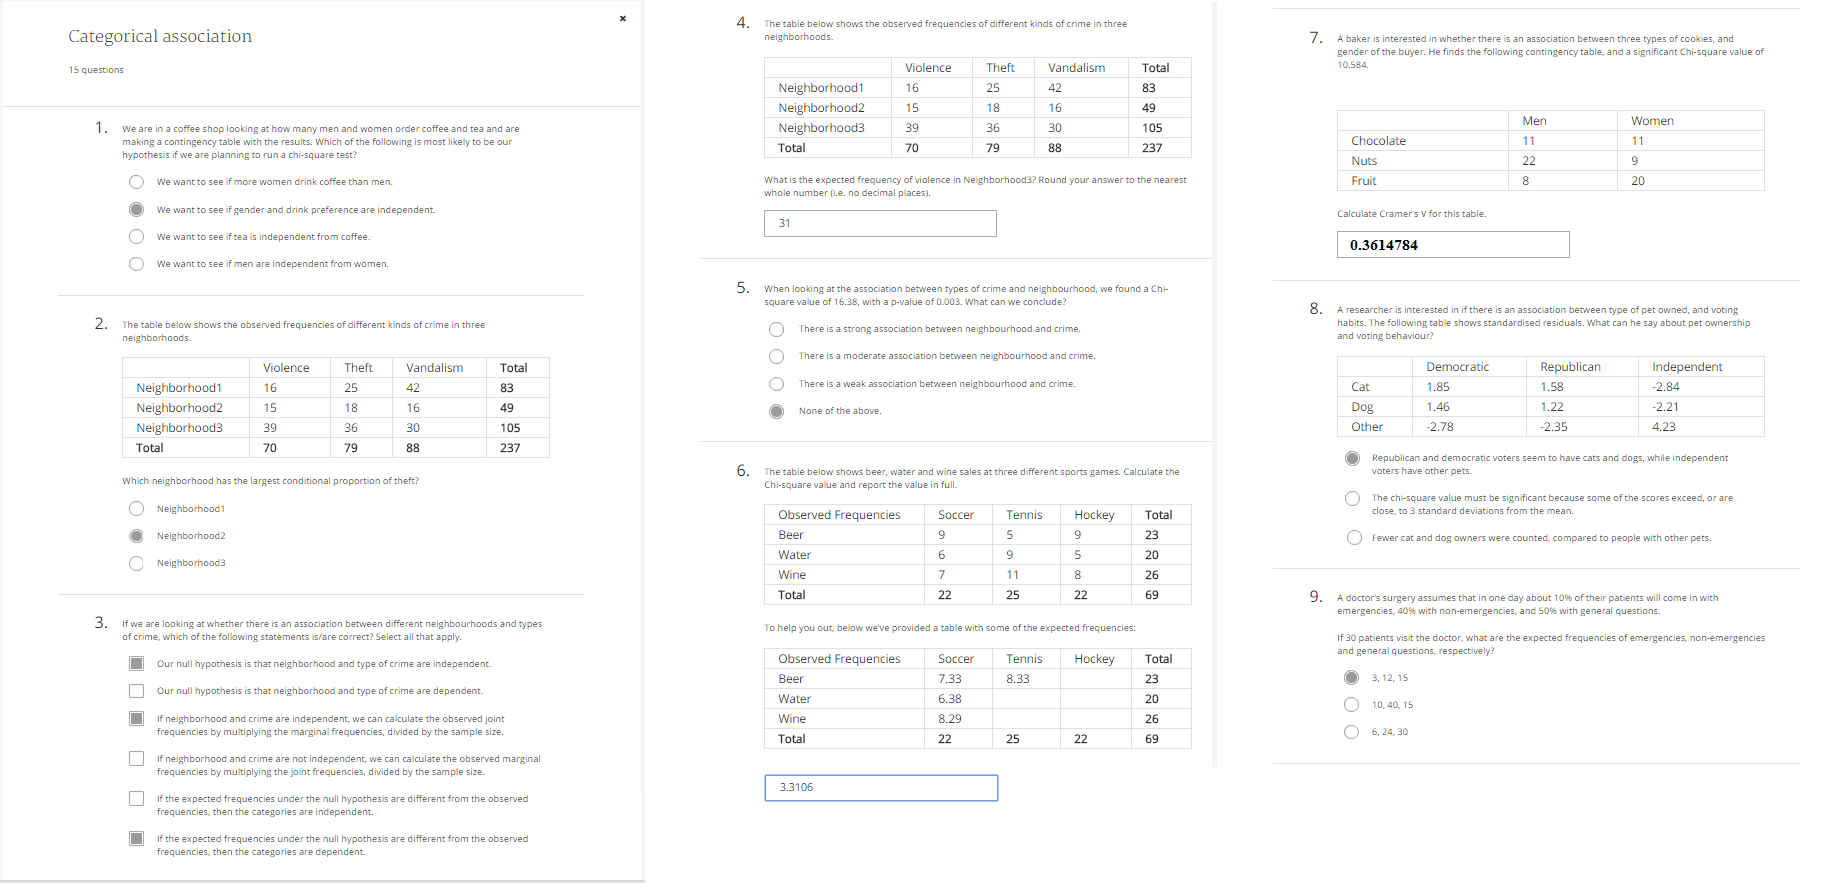 ×
Categorical association
15 questions
1. We are in a coffee shop looking at how many men and women order coffee and tea and are
making a contingency table with the results. Which of the following is most likely to be our
hypothesis if we are planning to run a chi-square test?
We want to see if more women drink coffee than men.
We want to see if gender and drink preference are independent.
We want to see if tea is independent from coffee.
We want to see if men are independent from women.
2. The table below shows the observed frequencies of different kinds of crime in three
neighborhoods.
Violence Theft Vandalism Total
Neighborhood1 16 25 42 83
Neighborhood2 15 18 16 49
Neighborhood3 39 36 30 105
Total 70 79 88 237
Which neighborhood has the largest conditional proportion of theft?
Neighborhood1
Neighborhood2
Neighborhood3
3. If we are looking at whether there is an association between different neighbourhoods and types
of crime, which of the following statements is/are correct? Select all that apply.
Our null hypothesis is that neighborhood and type of crime are independent.
Our null hypothesis is that neighborhood and type of crime are dependent.
If neighborhood and crime are independent, we can calculate the observed joint
frequencies by multiplying the marginal frequencies, divided by the sample size.
If neighborhood and crime are not independent, we can calculate the observed marginal
frequencies by multiplying the joint frequencies, divided by the sample size.
If the expected frequencies under the null hypothesis are different from the observed
frequencies, then the categories are independent.
If the expected frequencies under the null hypothesis are different from the observed
frequencies, then the categories are dependent.
4. The table below shows the observed frequencies of different kinds of crime in three
neighborhoods.
Violence Theft Vandalism Total
Neighborhood1 16 25 42 83
Neighborhood2 15 18 16 49
Neighborhood3 39 36 30 105
Total 70 79 88 237
What is the expected frequency of violence in Neighborhood3? Round your answer to the nearest
whole number (i.e. no decimal places).
31
5. When looking at the association between types of crime and neighbourhood, we found a Chi-
square value of 16.38, with a p-value of 0.003. What can we conclude?
There is a strong association between neighbourhood and crime.
There is a moderate association between neighbourhood and crime.
There is a weak association between neighbourhood and crime.
None of the above.
6. The table below shows beer, water and wine sales at three different sports games. Calculate the
Chi-square value and report the value in full.
Observed Frequencies Soccer Tennis Hockey Total
Beer 9 5 9 23
Water 6 9 5 20
Wine 7 11 8 26
Total 22 25 22 69
To help you out, below we've provided a table with some of the expected frequencies:
Observed Frequencies Soccer Tennis Hockey Total
Beer 7.33 8.33 23
Water 6.38 20
Wine 8.29 26
Total 22 25 22 69
3.3106
7. A baker is interested in whether there is an association between three types of cookies, and
gender of the buyer. He finds the following contingency table, and a significant Chi-square value of
10.584.
Men Women
Chocolate 11 11
Nuts 22 9
Fruit 8 20
Calculate Cramer's V for this table.
0.3614784
8. A researcher is interested in if there is an association between type of pet owned, and voting
habits. The following table shows standardised residuals. What can he say about pet ownership
and voting behaviour?
Democratic Republican Independent
Cat 1.85 1.58 -2.84
Dog 1.46 1.22 -2.21
Other -2.78 -2.35 4.23
Republican and democratic voters seem to have cats and dogs, while independent
voters have other pets.
The chi-square value must be significant because some of the scores exceed, or are
close, to 3 standard deviations from the mean.
Fewer cat and dog owners were counted, compared to people with other pets.
9. A doctor's surgery assumes that in one day about 10% of their patients will come in with
emergencies, 40% with non-emergencies, and 50% with general questions.
If 30 patients visit the doctor, what are the expected frequencies of emergencies, non-emergencies
and general questions, respectively?
3, 12, 15
10, 40, 15
6, 24, 30